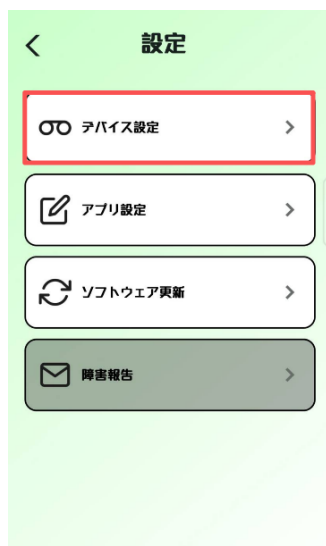 設定
デバイス設定
アプリ設定
ソフトウェア更新
障害報告